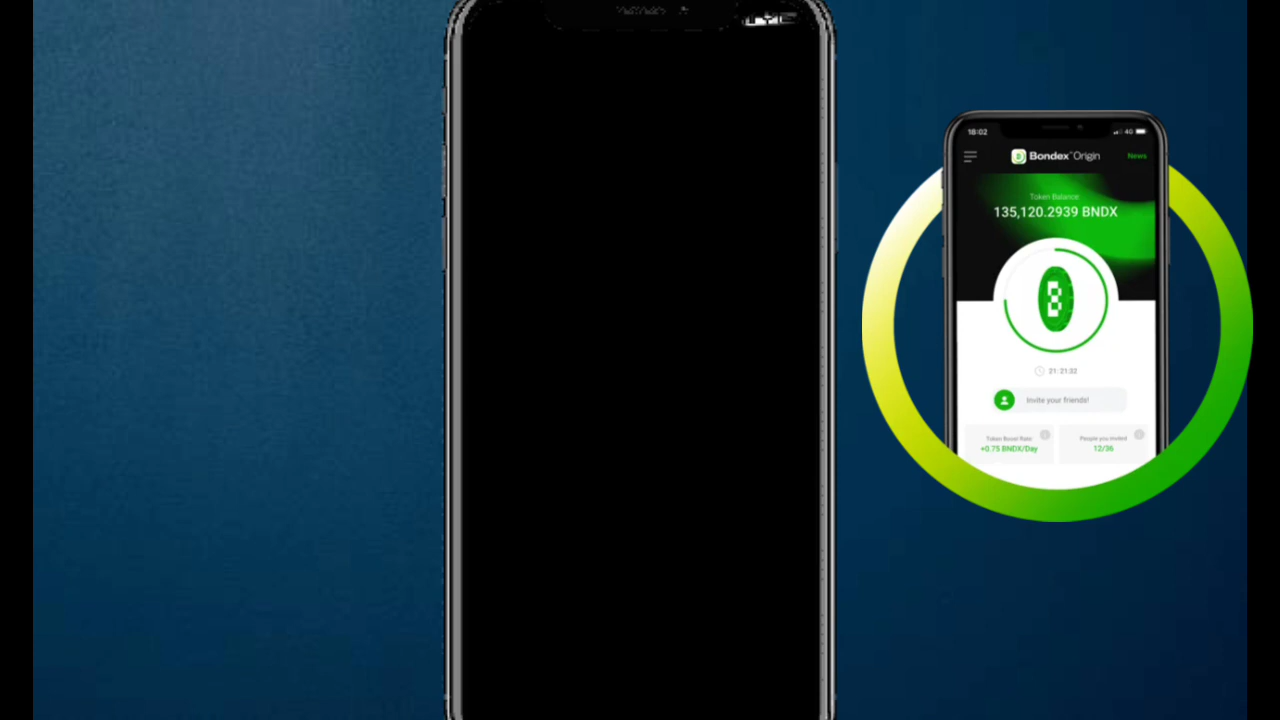 18:02
4G
Bondex Origin
News
Token Balance:
135,120.2939 BNDX
21:21:32
Invite your friends!
Token Boost Rate:
People you invited
+0.75 BNDX/Day
12/36